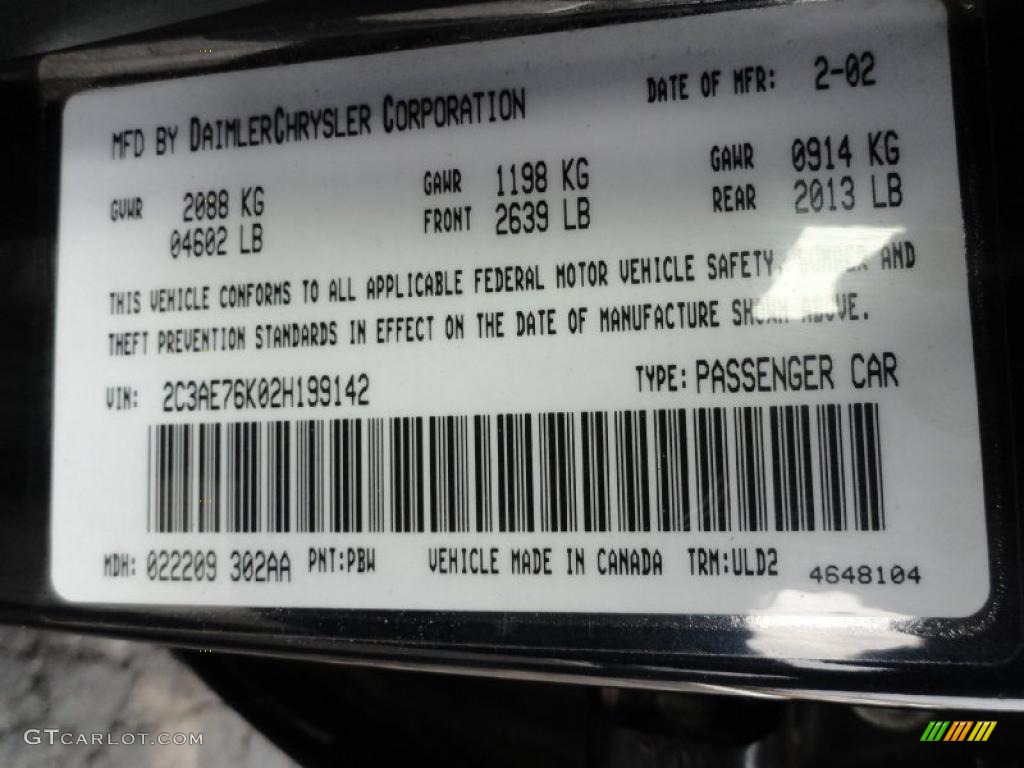 MFD BY DAIMLERCHRYSLER CORPORATION DATE OF MFR: 2-02
GVWR 2088 KG GAWR 1198 KG GAWR 0914 KG
04602 LB FRONT 2639 LB REAR 2013 LB
THIS VEHICLE CONFORMS TO ALL APPLICABLE FEDERAL MOTOR VEHICLE SAFETY, BUMPER AND
THEFT PREVENTION STANDARDS IN EFFECT ON THE DATE OF MANUFACTURE SHOWN ABOVE.
VIN: 2C3AE76K02H199142 TYPE: PASSENGER CAR
MDH: 022209 302AA PNT:PBW VEHICLE MADE IN CANADA TRM:ULD2 4648104
GTCARLOT.COM